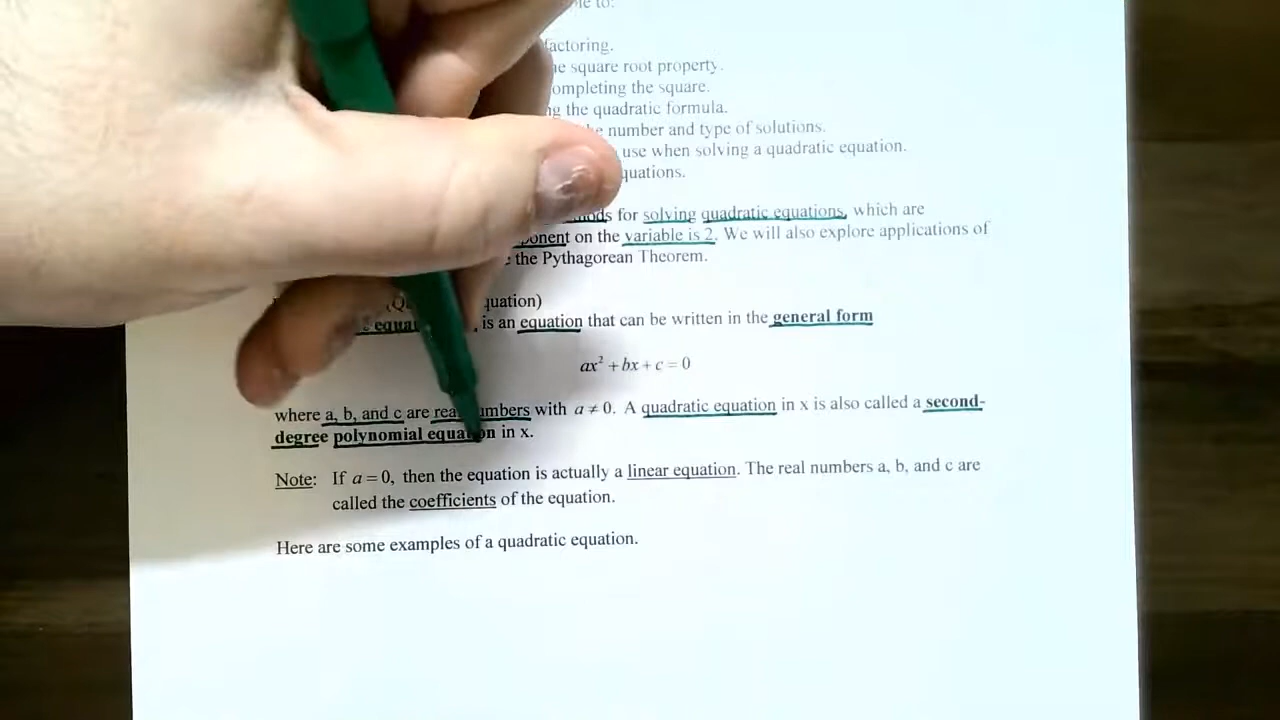 to:
factoring.
square root property.
completing the square.
the quadratic formula.
number and type of solutions.
use when solving a quadratic equation.
for solving quadratic equations, which are
on the variable is 2. We will also explore applications of
the Pythagorean Theorem.
is an equation that can be written in the general form
ax² + bx + c = 0
where a, b, and c are real numbers with a ≠ 0. A quadratic equation in x is also called a second-
degree polynomial equation in x.
Note: If a = 0, then the equation is actually a linear equation. The real numbers a, b, and c are
called the coefficients of the equation.
Here are some examples of a quadratic equation.